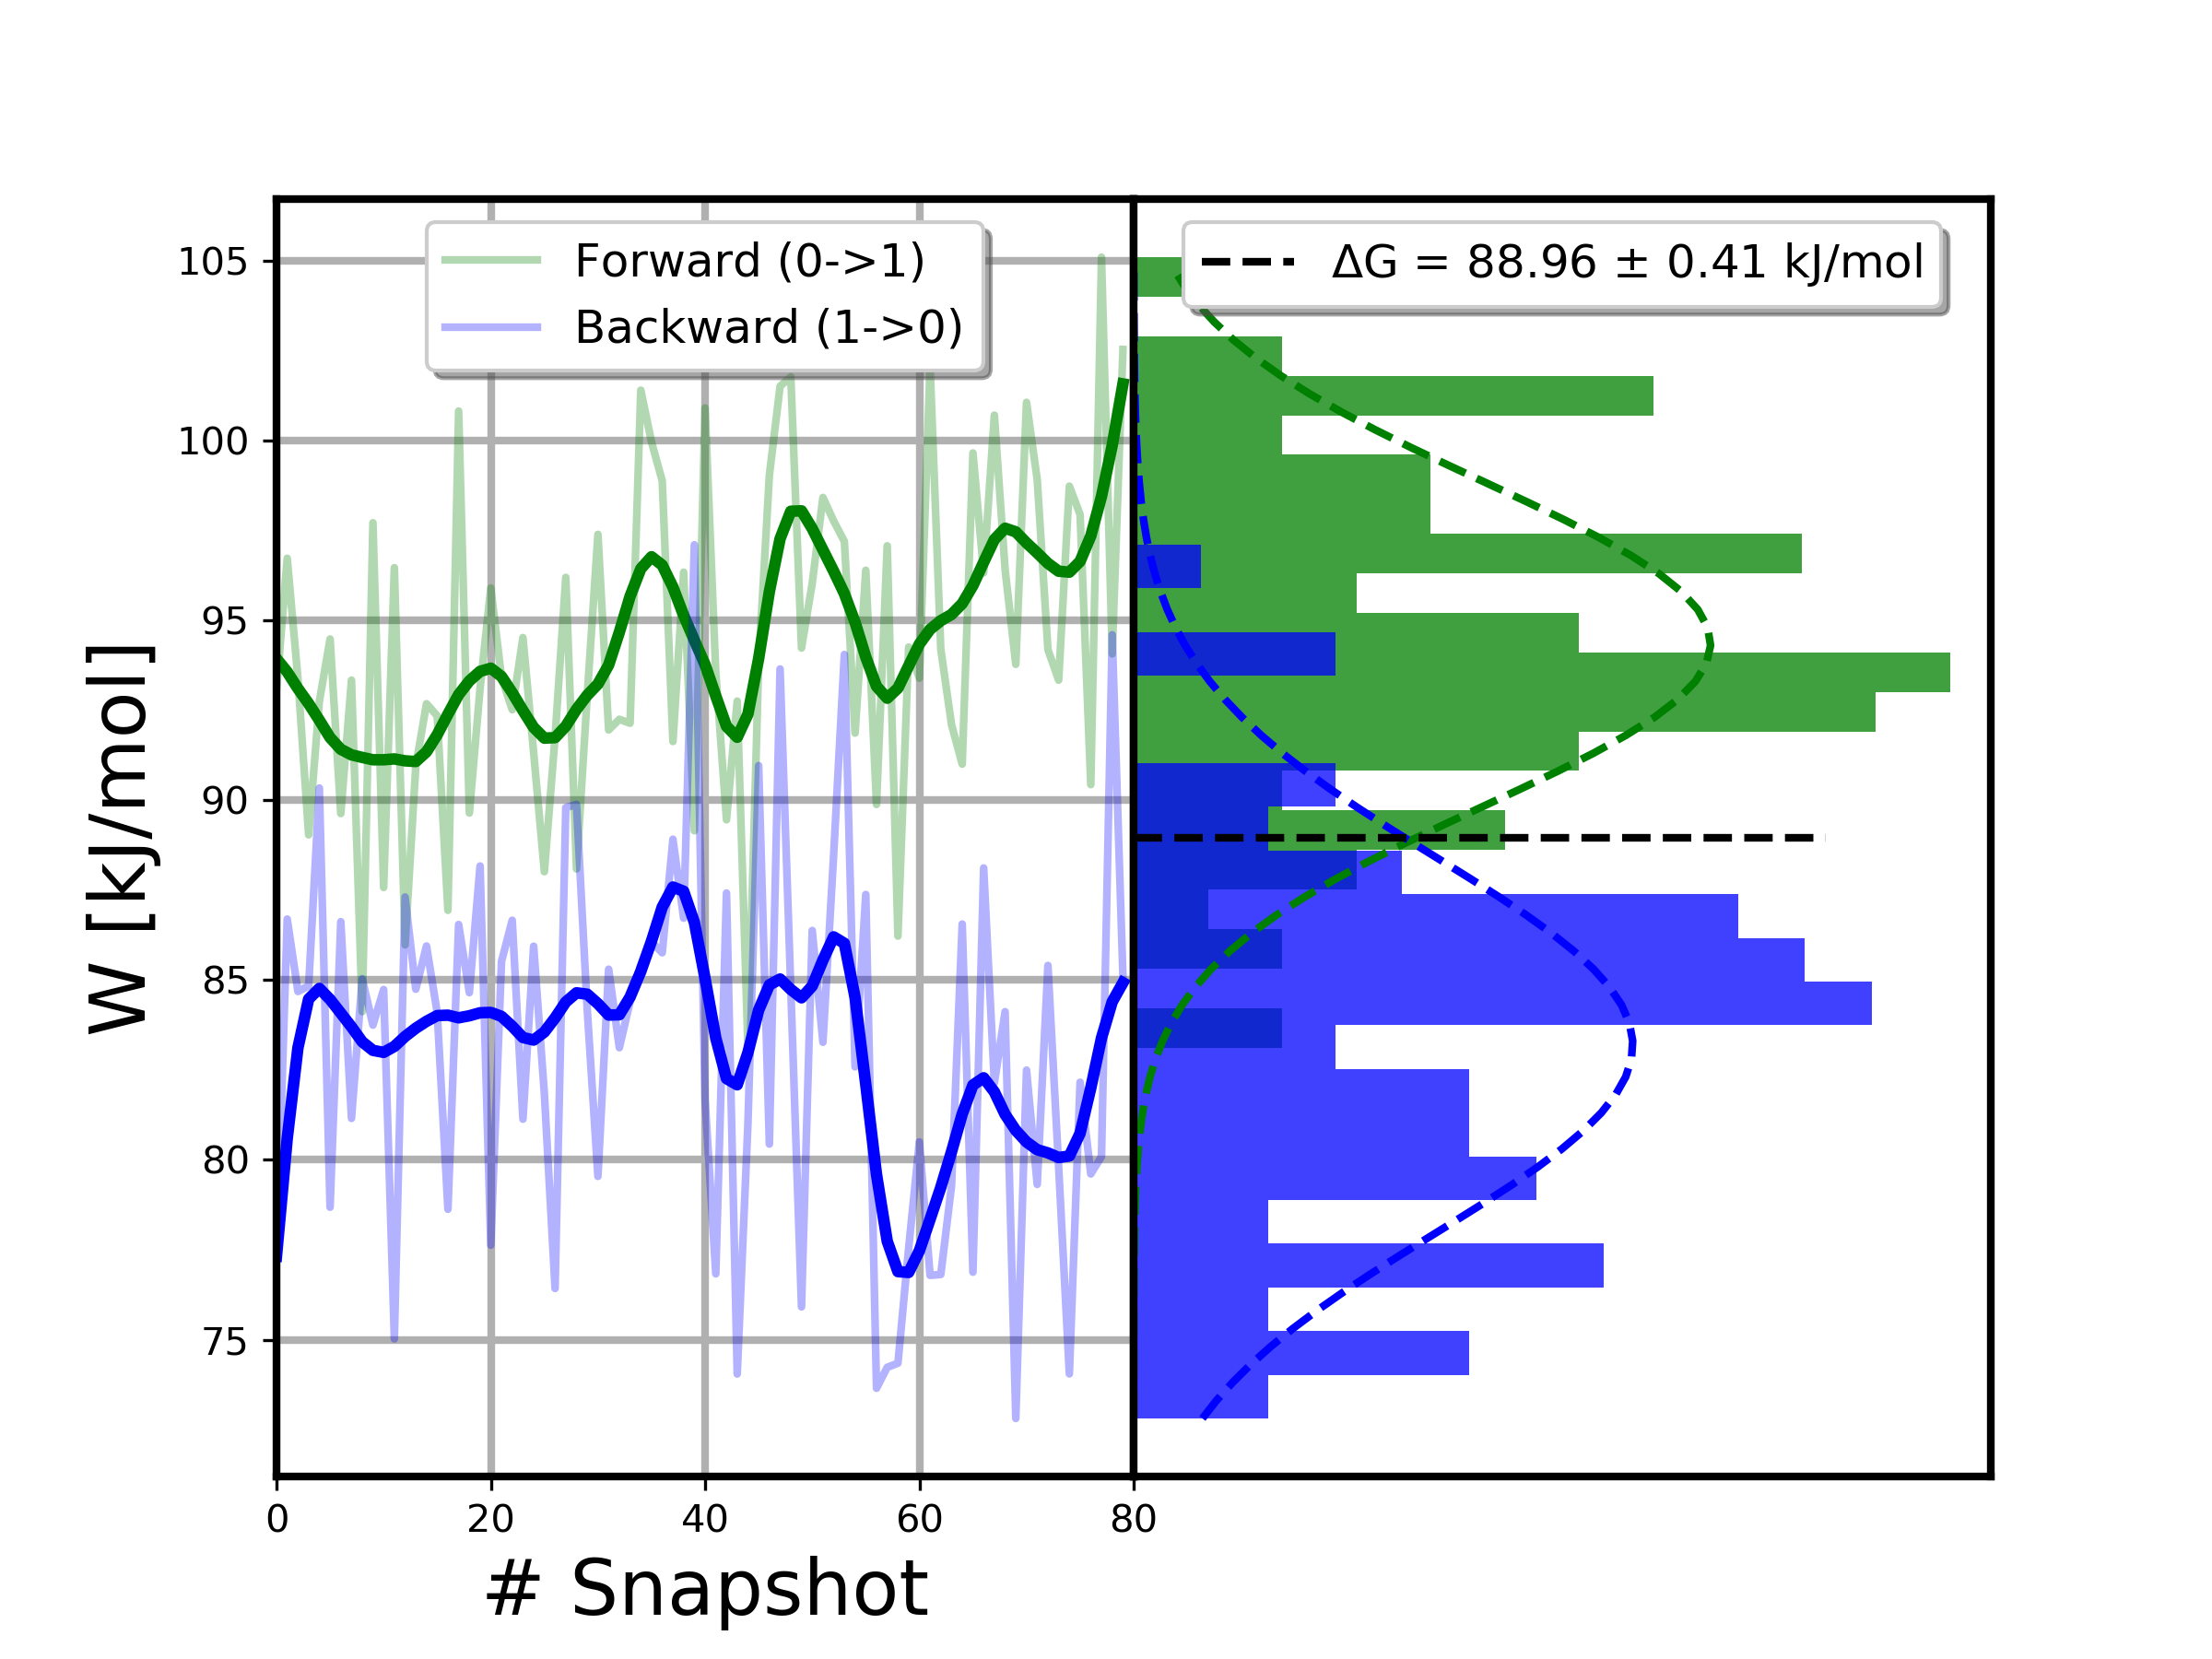 Forward (0->1)
Backward (1->0)
ΔG = 88.96 ± 0.41 kJ/mol
W [kJ/mol]
105
100
95
90
85
80
75
0 20 40 60 80
# Snapshot